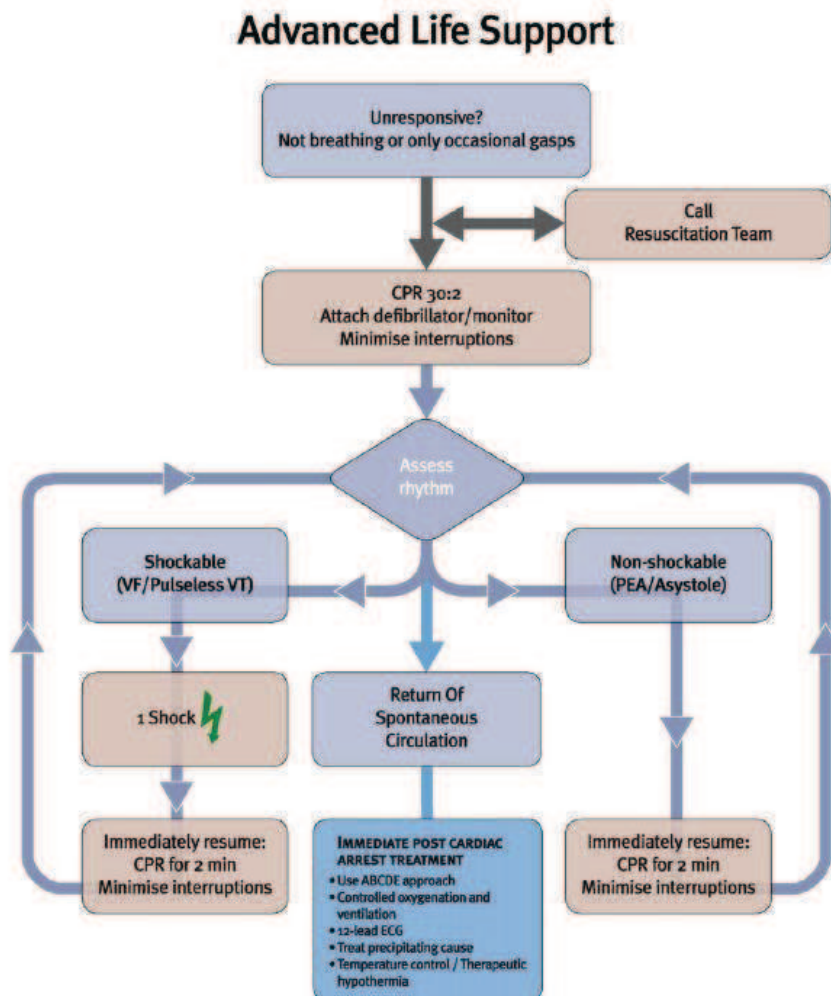 Advanced Life Support
Unresponsive?
Not breathing or only occasional gasps
Call
Resuscitation Team
CPR 30:2
Attach defibrillator/monitor
Minimise interruptions
Assess
rhythm
Shockable
(VF/Pulseless VT)
Non-shockable
(PEA/Asystole)
1 Shock
Return Of
Spontaneous
Circulation
Immediately resume:
CPR for 2 min
Minimise interruptions
IMMEDIATE POST CARDIAC
ARREST TREATMENT
• Use ABCDE approach
• Controlled oxygenation and
ventilation
• 12-lead ECG
• Treat precipitating cause
• Temperature control / Therapeutic
hypothermia
Immediately resume:
CPR for 2 min
Minimise interruptions